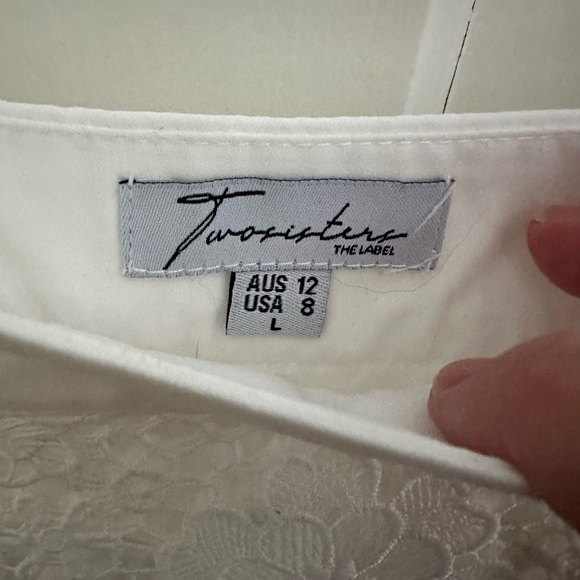 Twosisters
THE LABEL
AUS 12
USA 8
L